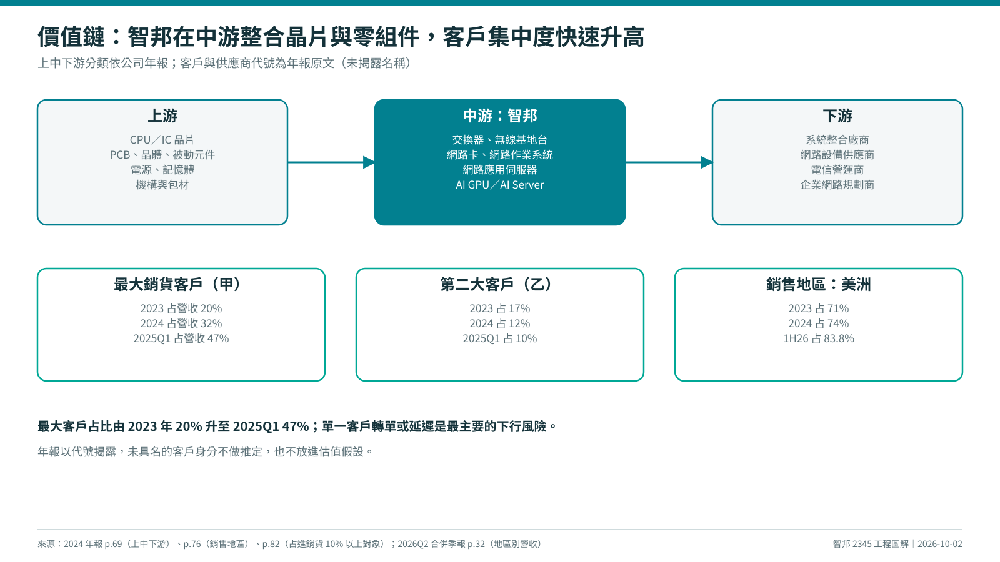 價值鏈：智邦在中游整合晶片與零組件，客戶集中度快速升高
上中下游分類依公司年報；客戶與供應商代號為年報原文（未揭露名稱）
上游
CPU／IC 晶片
PCB、晶體、被動元件
電源、記憶體
機構與包材
中游：智邦
交換器、無線基地台
網路卡、網路作業系統
網路應用伺服器
AI GPU／AI Server
下游
系統整合廠商
網路設備供應商
電信營運商
企業網路規劃商
最大銷貨客戶（甲）
2023 占營收 20%
2024 占營收 32%
2025Q1 占營收 47%
第二大客戶（乙）
2023 占 17%
2024 占 12%
2025Q1 占 10%
銷售地區：美洲
2023 占 71%
2024 占 74%
1H26 占 83.8%
最大客戶占比由 2023 年 20% 升至 2025Q1 47%；單一客戶轉單或延遲是最主要的下行風險。
年報以代號揭露，未具名的客戶身分不做推定，也不放進估值假設。
來源：2024 年報 p.69（上中下游）、p.76（銷售地區）、p.82（占進銷貨 10% 以上對象）；2026Q2 合併季報 p.32（地區別營收）
智邦 2345 工程圖解｜2026-10-02